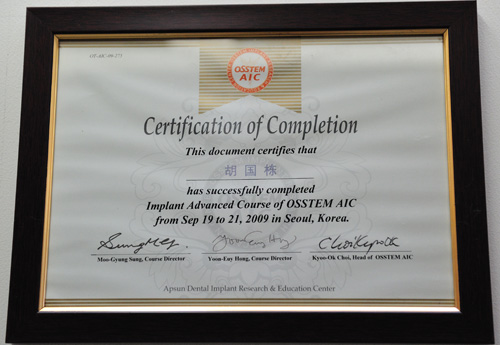 OSSTEM
AIC
Certification of Completion
This document certifies that
胡国栋
has successfully completed
Implant Advanced Course of OSSTEM AIC
from Sep 19 to 21, 2009 in Seoul, Korea.
Moo-Gyung Sung, Course Director
Yoon-Euy Hong, Course Director
Kyoo-Ok Choi, Head of OSSTEM AIC
Apsun Dental Implant Research & Education Center